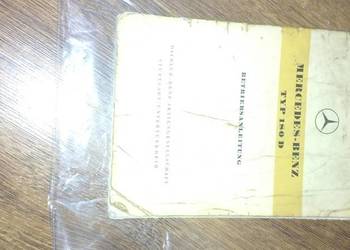 MERCEDES-BENZ
TYP 180 D
BETRIEBSANLEITUNG
DAIMLER-BENZ AKTIENGESELLSCHAFT
STUTTGART-UNTERTÜRKHEIM